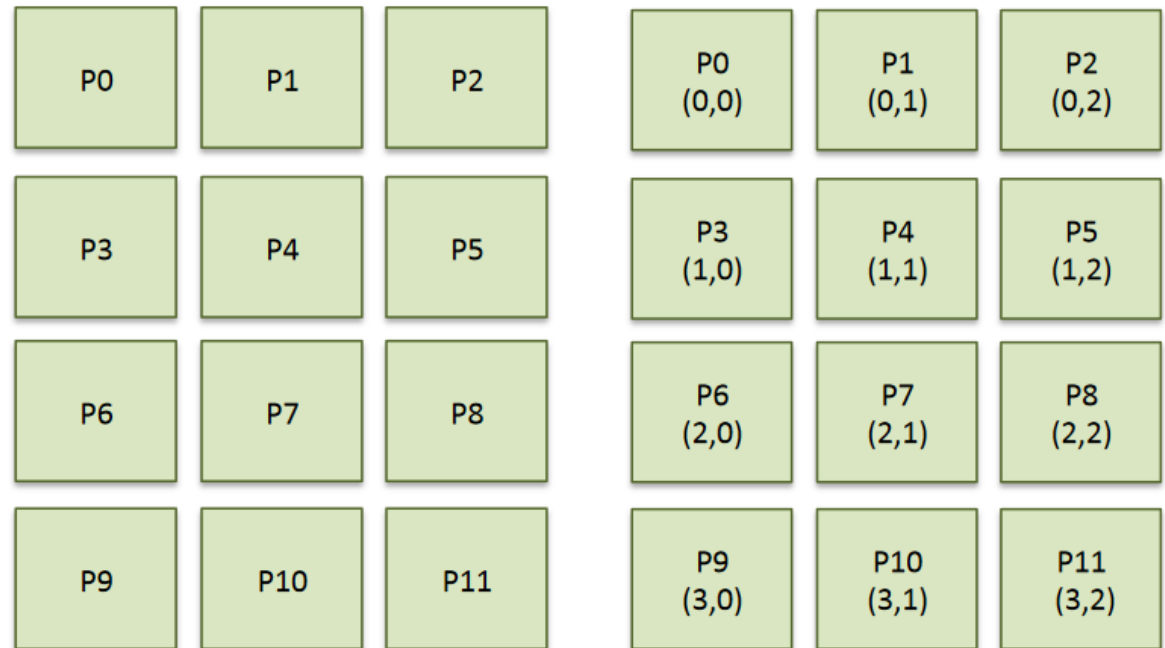 P0 P1 P2
P3 P4 P5
P6 P7 P8
P9 P10 P11
P0 P1 P2
(0,0) (0,1) (0,2)
P3 P4 P5
(1,0) (1,1) (1,2)
P6 P7 P8
(2,0) (2,1) (2,2)
P9 P10 P11
(3,0) (3,1) (3,2)